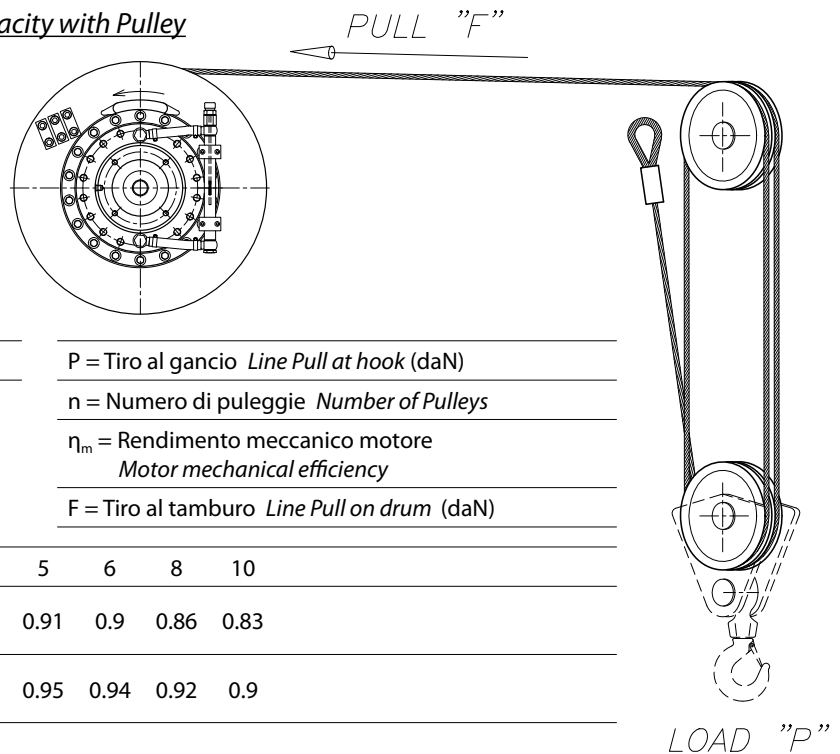 acity with Pulley
PULL "F"
P = Tiro al gancio Line Pull at hook (daN)
n = Numero di puleggie Number of Pulleys
ηm = Rendimento meccanico motore
Motor mechanical efficiency
F = Tiro al tamburo Line Pull on drum (daN)
5 6 8 10
0.91 0.9 0.86 0.83
0.95 0.94 0.92 0.9
LOAD "P"